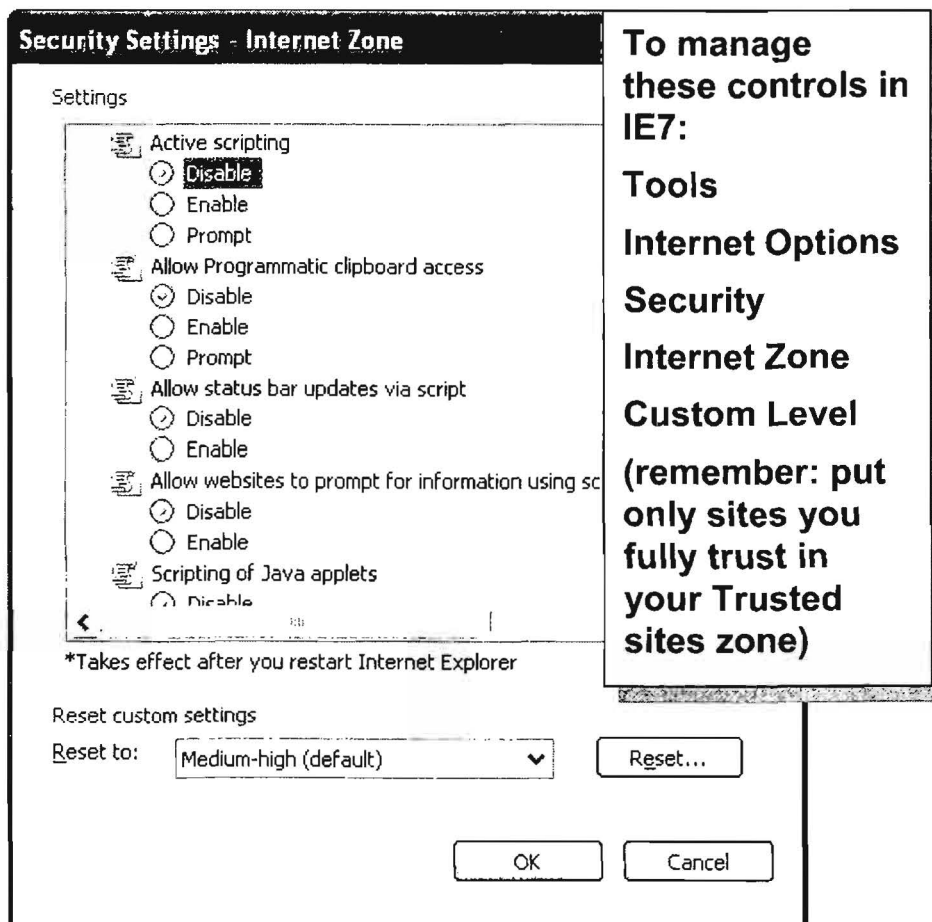 Security Settings - Internet Zone
Settings
Active scripting
Disable
Enable
Prompt
Allow Programmatic clipboard access
Disable
Enable
Prompt
Allow status bar updates via script
Disable
Enable
Allow websites to prompt for information using sc
Disable
Enable
Scripting of Java applets
Disable
*Takes effect after you restart Internet Explorer
Reset custom settings
Reset to:
Medium-high (default)
Reset...
OK
Cancel
To manage
these controls in
IE7:
Tools
Internet Options
Security
Internet Zone
Custom Level
(remember: put
only sites you
fully trust in
your Trusted
sites zone)